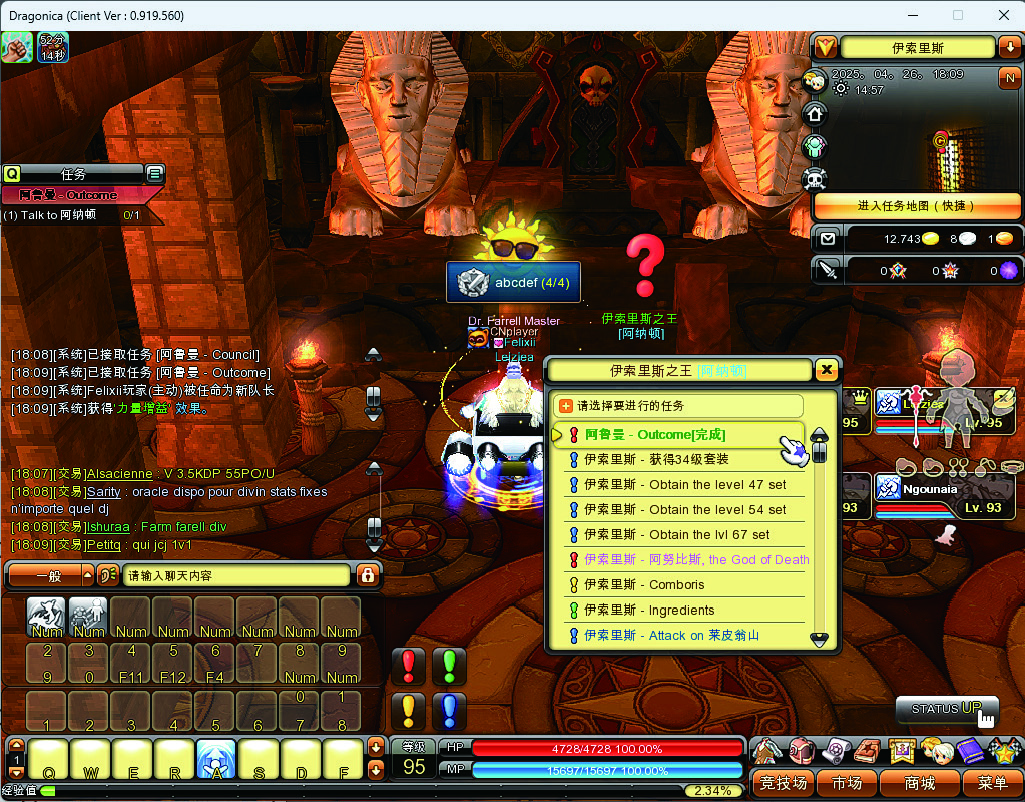 Dragonica (Client Ver : 0.919.560)
52分
14秒
伊索里斯
2025。04。26。18:09
N
14:57
Q
任务
阿鲁曼 - Outcome
(1) Talk to 阿纳顿 0/1
进入任务地图 ( 快捷 )
12.743 8 1
0 0 0
abcdef (4/4)
伊索里斯之王
[阿纳顿]
Dr. Farrell Master
CNplayer
Felixii
Leiziea
[18:08][系统]已接取任务 [阿鲁曼 - Council]
[18:09][系统]已接取任务 [阿鲁曼 - Outcome]
[18:09][系统]Felixii玩家(主动)被任命为新队长
[18:09][系统]获得'力量增益' 效果。
伊索里斯之王 [阿纳顿]
请选择要进行的任务
阿鲁曼 - Outcome[完成]
伊索里斯 - 获得34级套装
伊索里斯 - Obtain the level 47 set
伊索里斯 - Obtain the level 54 set
伊索里斯 - Obtain the lvl 67 set
伊索里斯 - 阿努比斯, the God of Death
伊索里斯 - Comboris
伊索里斯 - Ingredients
伊索里斯 - Attack on 莱皮翁山
95
Lv. 95
93
Ngounaia
Lv. 93
[18:07][交易]Alsacienne : V 3.5KDP 55PO/U
[18:08][交易]Sarity : oracle dispo pour divin stats fixes
n'importe quel dj
[18:08][交易]Ishuraa : Farm farell div
[18:09][交易]Petitq : qui jcj 1v1
一般
请输入聊天内容
Num Num Num Num Num Num Num Num
2 3 4 5 6 7 8 9
9 0 F11 F12 F4 Num Num
0 1
1 2 3 4 5 6 7 8
STATUS UP
1
Q W E R A S D F
等级
95
HP 4728/4728 100.00%
MP 15697/15697 100.00%
经验值
2.34%
竞技场 市场 商城 菜单